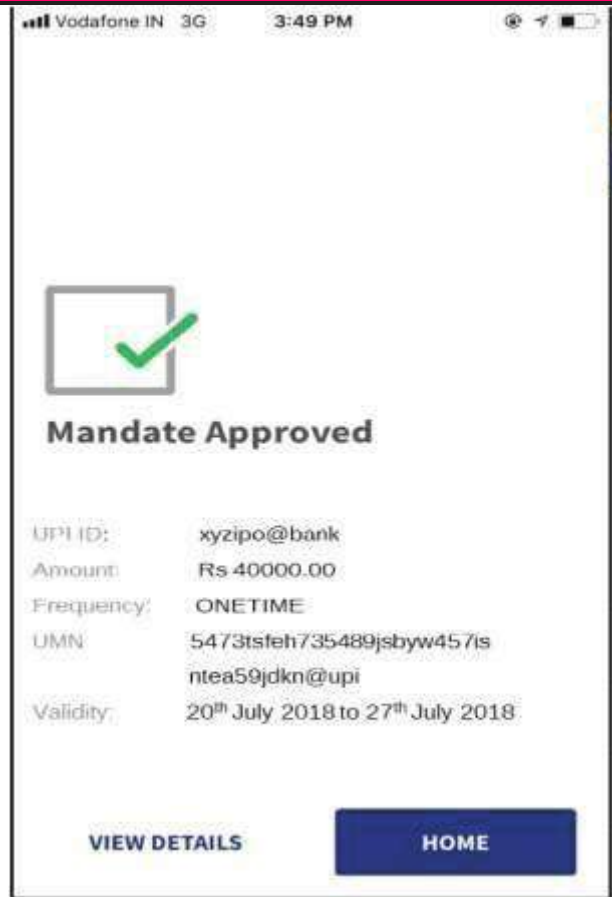 Vodafone IN 3G 3:49 PM
Mandate Approved
UPI ID: xyzipo@bank
Amount: Rs 40000.00
Frequency: ONETIME
UMN 5473tsfeh735489jsbyw457is
ntea59jdkn@upi
Validity: 20th July 2018 to 27th July 2018
VIEW DETAILS HOME